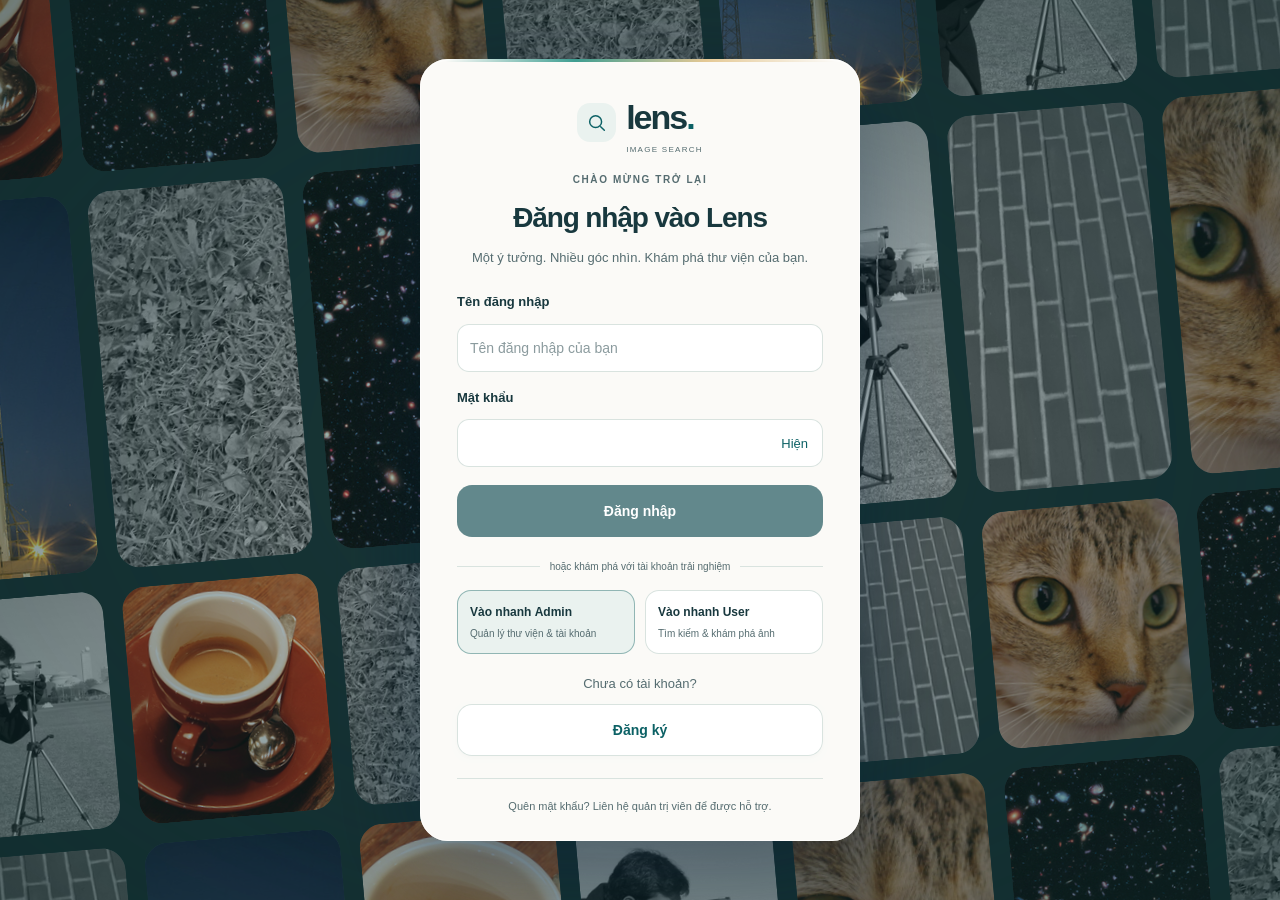 lens.
IMAGE SEARCH
CHÀO MỪNG TRỞ LẠI
Đăng nhập vào Lens
Một ý tưởng. Nhiều góc nhìn. Khám phá thư viện của bạn.
Tên đăng nhập
Tên đăng nhập của bạn
Mật khẩu
Hiện
Đăng nhập
hoặc khám phá với tài khoản trải nghiệm
Vào nhanh Admin
Quản lý thư viện & tài khoản
Vào nhanh User
Tìm kiếm & khám phá ảnh
Chưa có tài khoản?
Đăng ký
Quên mật khẩu? Liên hệ quản trị viên để được hỗ trợ.